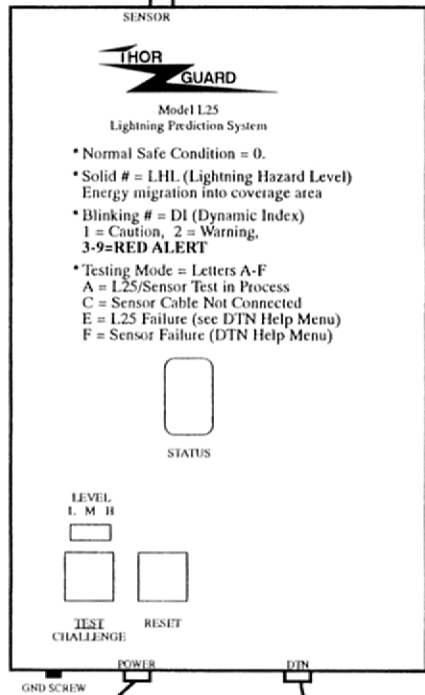 SENSOR
THOR
GUARD
Model L25
Lightning Prediction System
* Normal Safe Condition = 0.
* Solid # = LHL (Lightning Hazard Level)
Energy migration into coverage area
* Blinking # = DI (Dynamic Index)
1 = Caution, 2 = Warning,
3-9=RED ALERT
* Testing Mode = Letters A-F
A = L25/Sensor Test in Process
C = Sensor Cable Not Connected
E = L25 Failure (see DTN Help Menu)
F = Sensor Failure (DTN Help Menu)
STATUS
LEVEL
L M H
TEST
CHALLENGE
RESET
POWER
DTN
GND SCREW